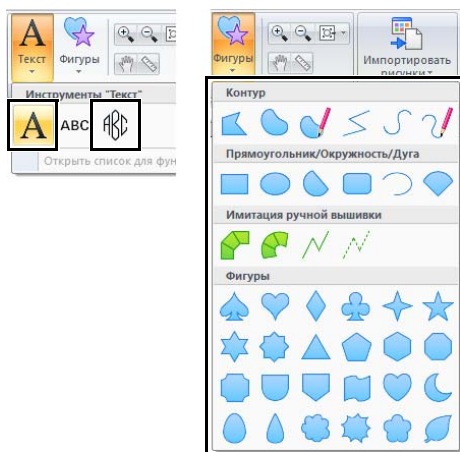 Текст
Фигуры
Инструменты "Текст"
A
ABC
ABC
Открыть список для фун
Фигуры
Импортировать
рисунки
Контур
Прямоугольник/Окружность/Дуга
Имитация ручной вышивки
Фигуры